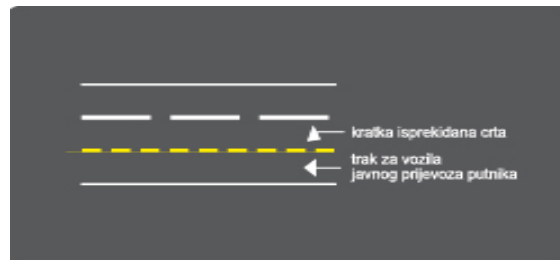 kratka isprekidana crta
trak za vozila
javnog prijevoza putnika